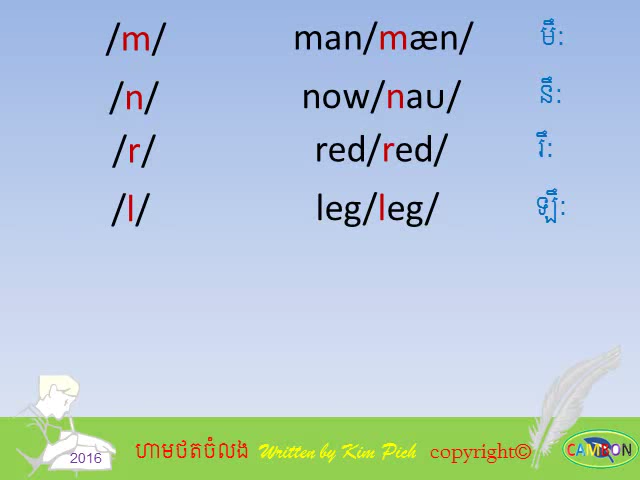 /m/ man/mæn/ មឹះ
/n/ now/naʊ/ នឹះ
/r/ red/red/ រឹះ
/l/ leg/leg/ ឡឹះ
2016 ហាមថតចំលង Written by Kim Pich copyright© CAMBON